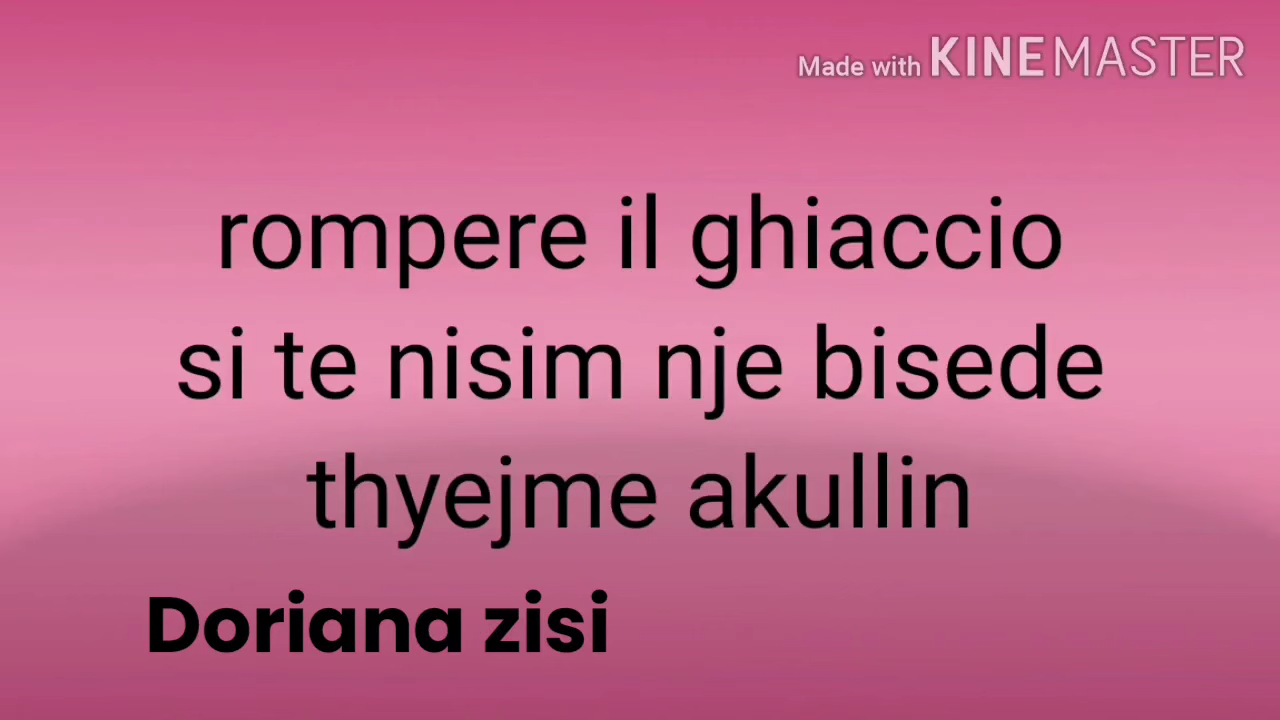 Made with KINEMASTER
rompere il ghiaccio
si te nisim nje bisede
thyejme akullin
Doriana zisi